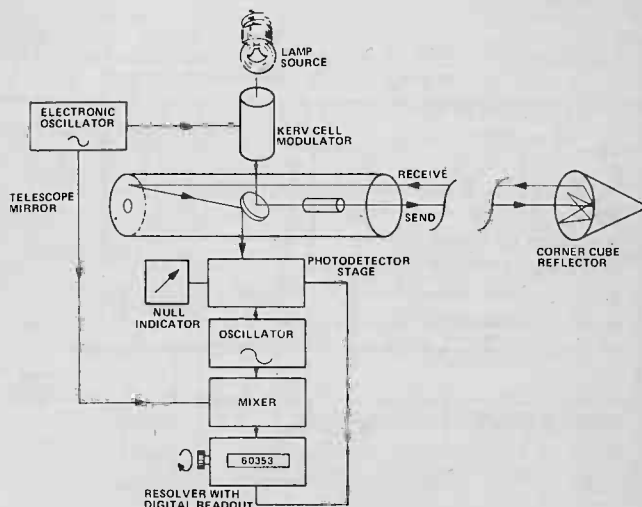 LAMP
SOURCE
ELECTRONIC
OSCILLATOR
KERV CELL
MODULATOR
TELESCOPE
MIRROR
RECEIVE
SEND
CORNER CUBE
REFLECTOR
PHOTODETECTOR
STAGE
NULL
INDICATOR
OSCILLATOR
MIXER
60353
RESOLVER WITH
DIGITAL READOUT